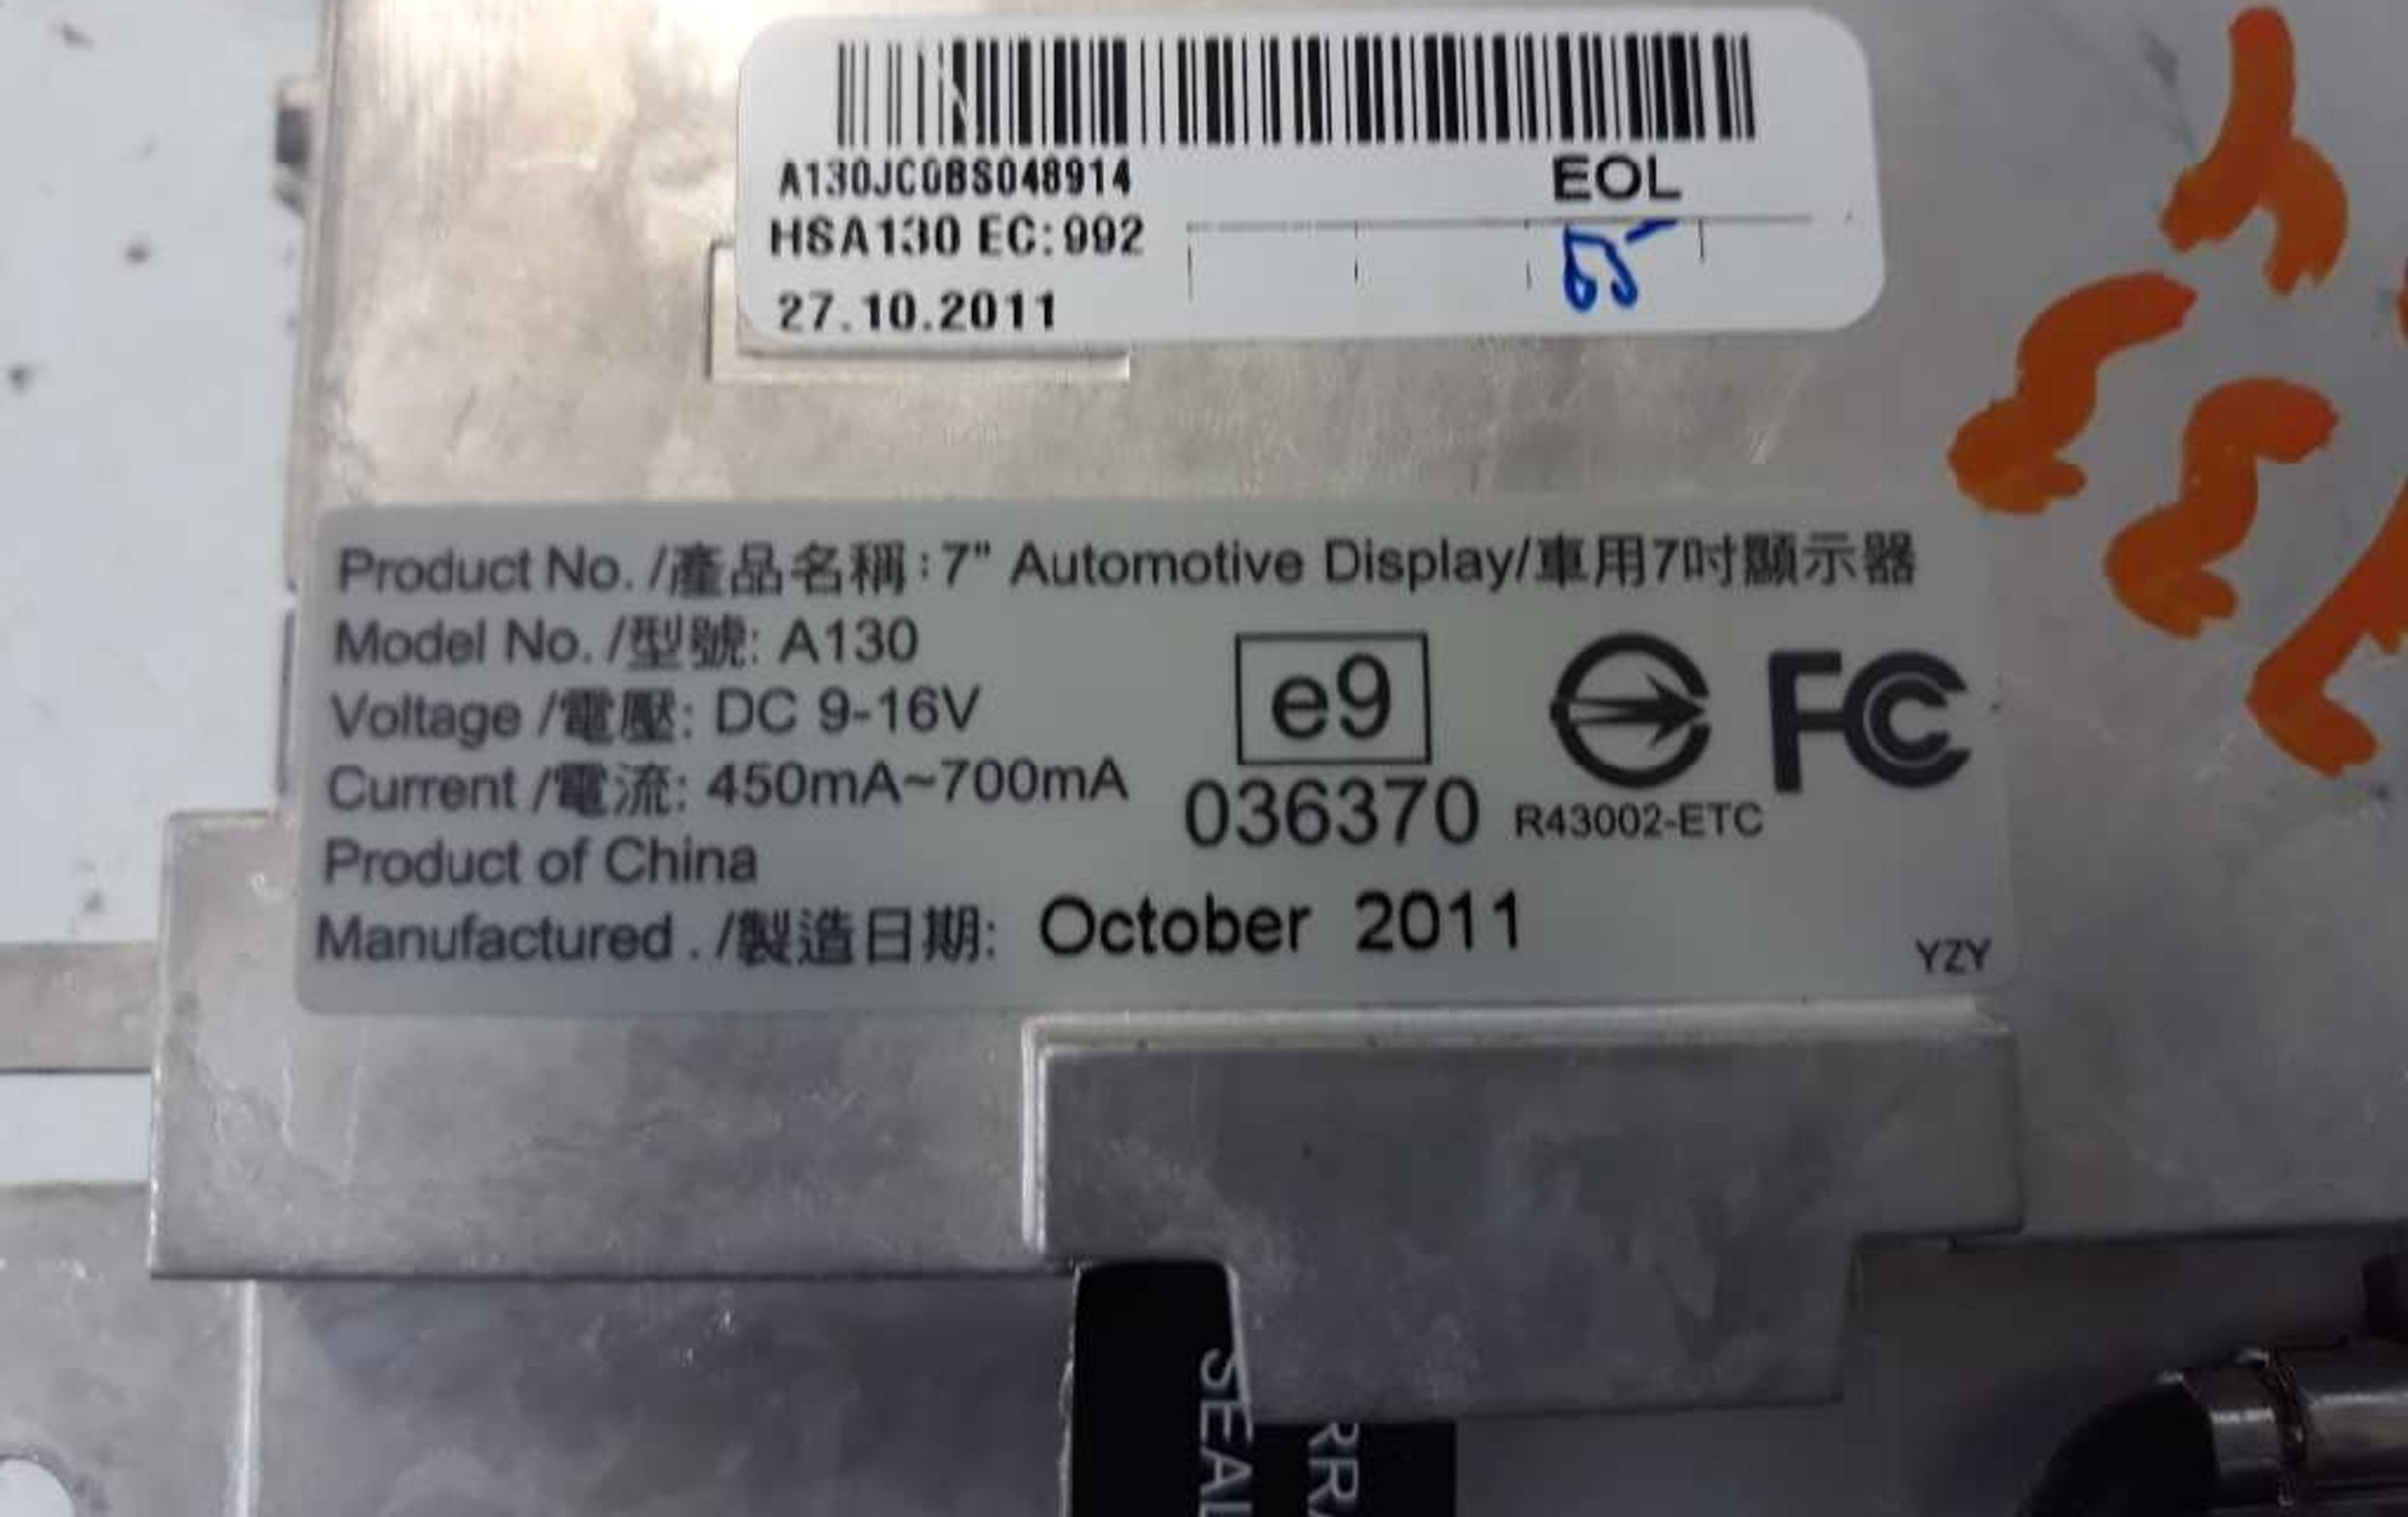 A130JC0BS048914
EOL
HSA130 EC:992
27.10.2011
Product No. /產品名稱:7" Automotive Display/車用7吋顯示器
Model No. /型號: A130
Voltage /電壓: DC 9-16V
Current /電流: 450mA~700mA
Product of China
Manufactured . /製造日期: October 2011
e9
036370
R43002-ETC
FC
YZY
SEAL
RRA